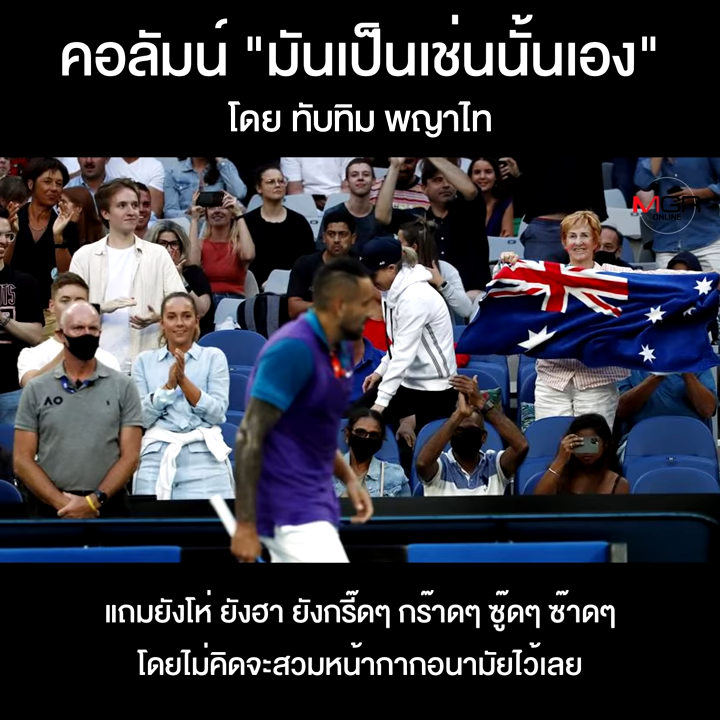 คอลัมน์ "มันเป็นเช่นนั้นเอง"
โดย ทับทิม พญาไท
MGR
ONLINE
AO
แถมยังโห่ ยังฮา ยังกรี๊ดๆ กร๊าดๆ ซู๊ดๆ ซ๊าดๆ
โดยไม่คิดจะสวมหน้ากากอนามัยไว้เลย